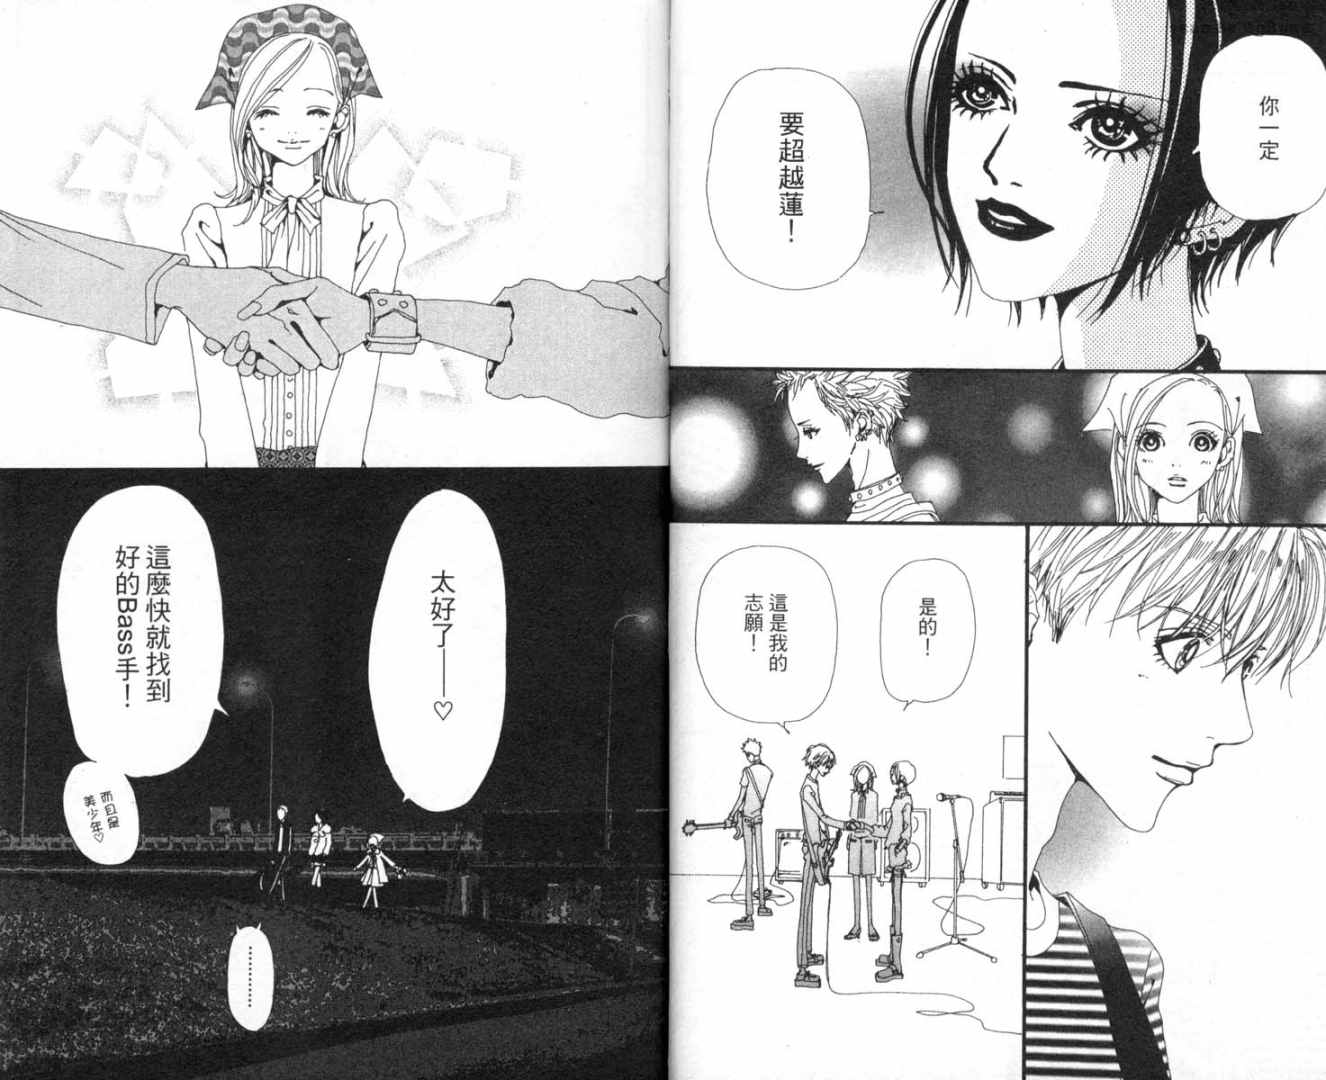 你一定
要超越蓮！
是的！
這是我的
志願！
太好了——♡
這麼快就找到
好的Bass手！
而且是
美少年♡
………